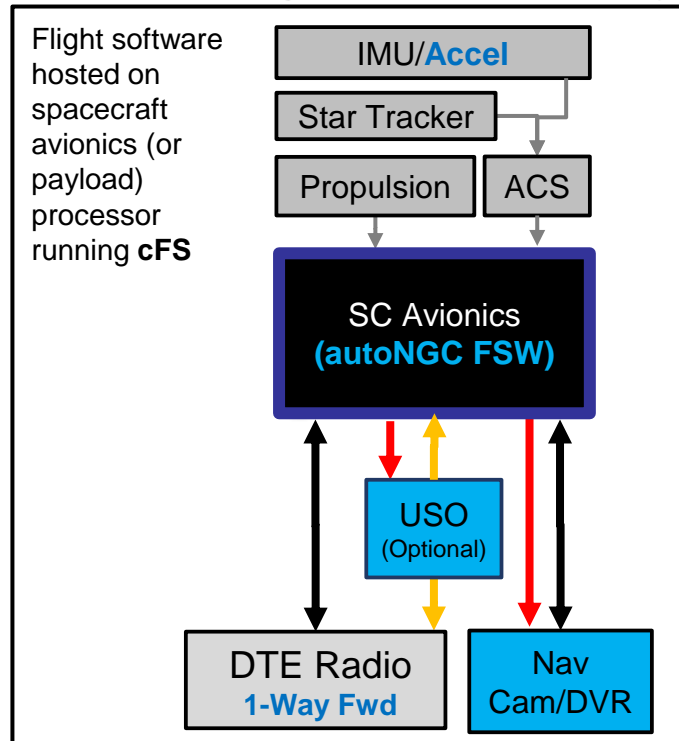 Flight software
hosted on
spacecraft
avionics (or
payload)
processor
running cFS
IMU/Accel
Star Tracker
Propulsion
ACS
SC Avionics
(autoNGC FSW)
USO
(Optional)
DTE Radio
1-Way Fwd
Nav
Cam/DVR